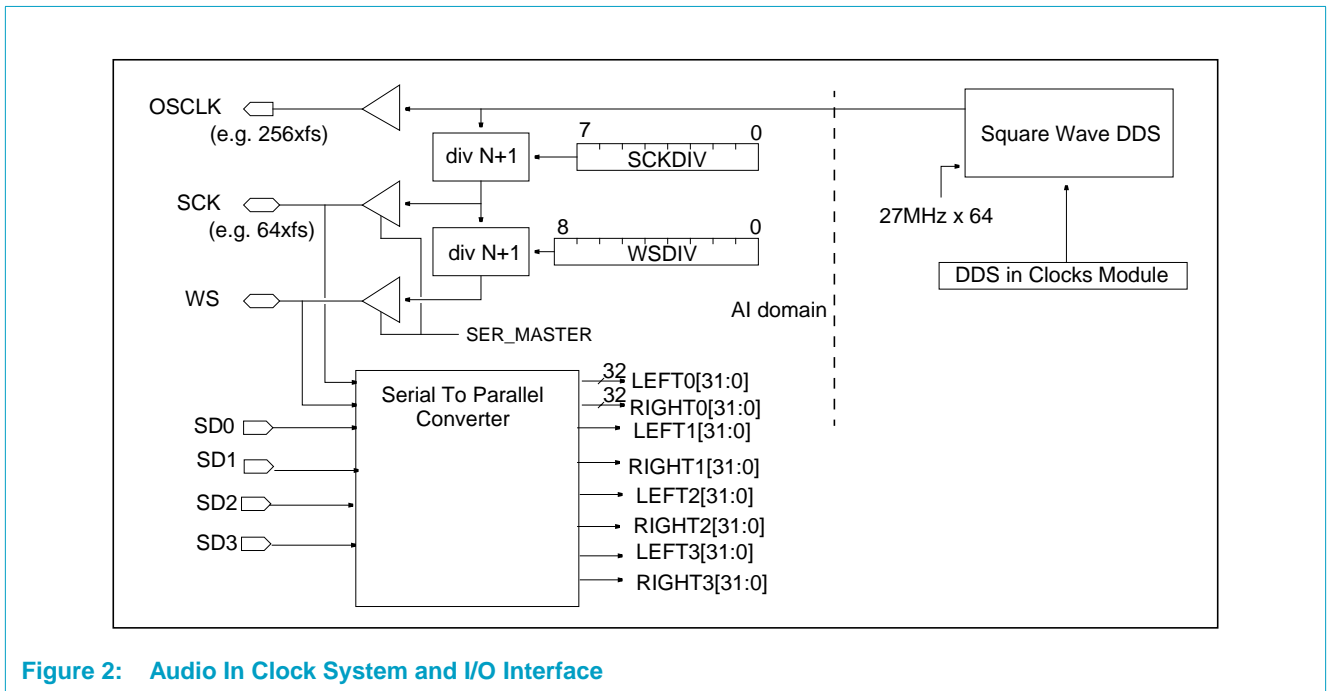 OSCLK
(e.g. 256xfs)
7 0
div N+1
SCKDIV
Square Wave DDS
SCK
(e.g. 64xfs)
27MHz x 64
8 0
div N+1
WSDIV
DDS in Clocks Module
WS
AI domain
SER_MASTER
Serial To Parallel
Converter
32
LEFT0[31:0]
32
RIGHT0[31:0]
SD0
LEFT1[31:0]
SD1
RIGHT1[31:0]
SD2
LEFT2[31:0]
RIGHT2[31:0]
SD3
LEFT3[31:0]
RIGHT3[31:0]
Figure 2: Audio In Clock System and I/O Interface